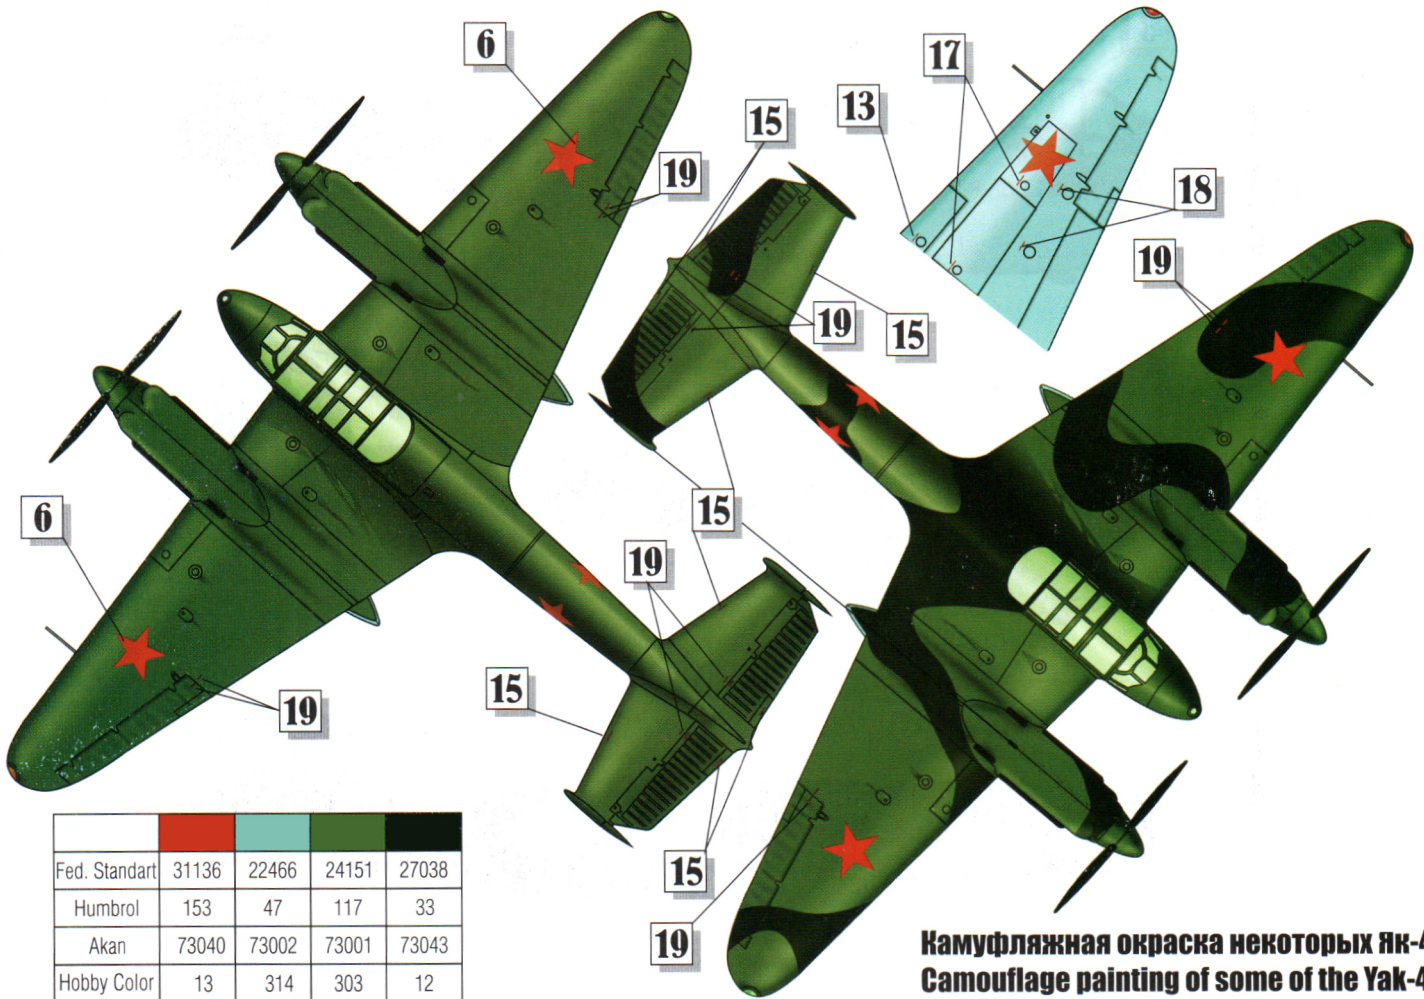 6
17
13
15
19
18
19
19
15
6
15
19
15
19
15
19
Fed. Standart 31136 22466 24151 27038
Humbrol 153 47 117 33
Akan 73040 73002 73001 73043
Hobby Color 13 314 303 12
Камуфляжная окраска некоторых Як-4
Camouflage painting of some of the Yak-4